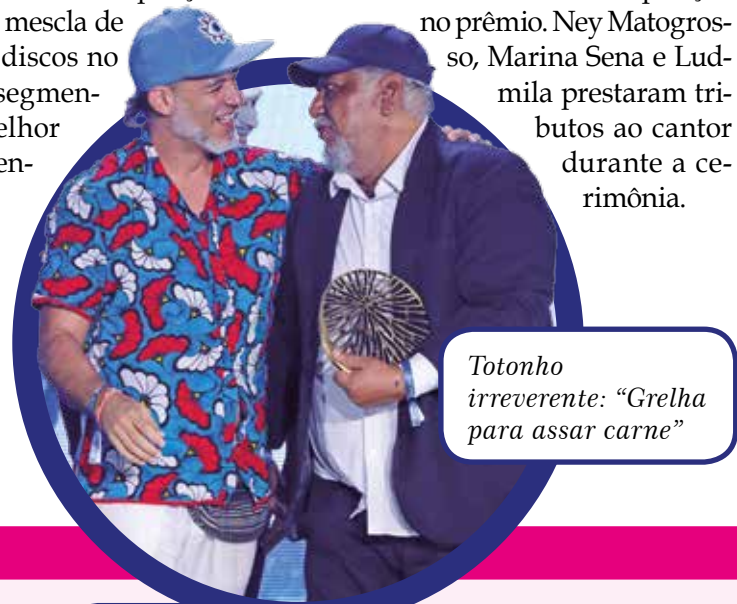 mescla de
discos no
segmen-
elhor
en-
no prêmio. Ney Matogros-
so, Marina Sena e Lud-
mila prestaram tri-
butos ao cantor
durante a ce-
rimônia.
Totonho
irreverente: “Grelha
para assar carne”